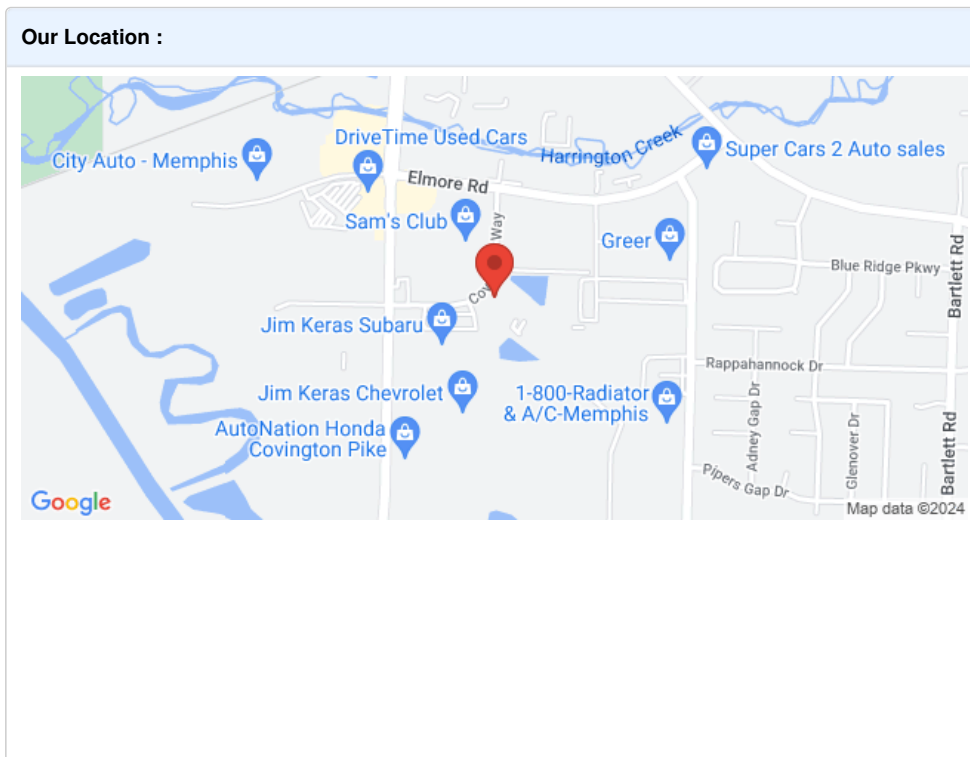 Our Location :
DriveTime Used Cars
City Auto - Memphis
Harrington Creek
Super Cars 2 Auto sales
Elmore Rd
Sam's Club
Way
Greer
Bartlett Rd
Blue Ridge Pkwy
Cov
Jim Keras Subaru
Rappahannock Dr
Jim Keras Chevrolet
1-800-Radiator
& A/C-Memphis
Adney Gap Dr
Glenover Dr
Bartlett Rd
AutoNation Honda
Covington Pike
Pipers Gap Dr
Google
Map data ©2024